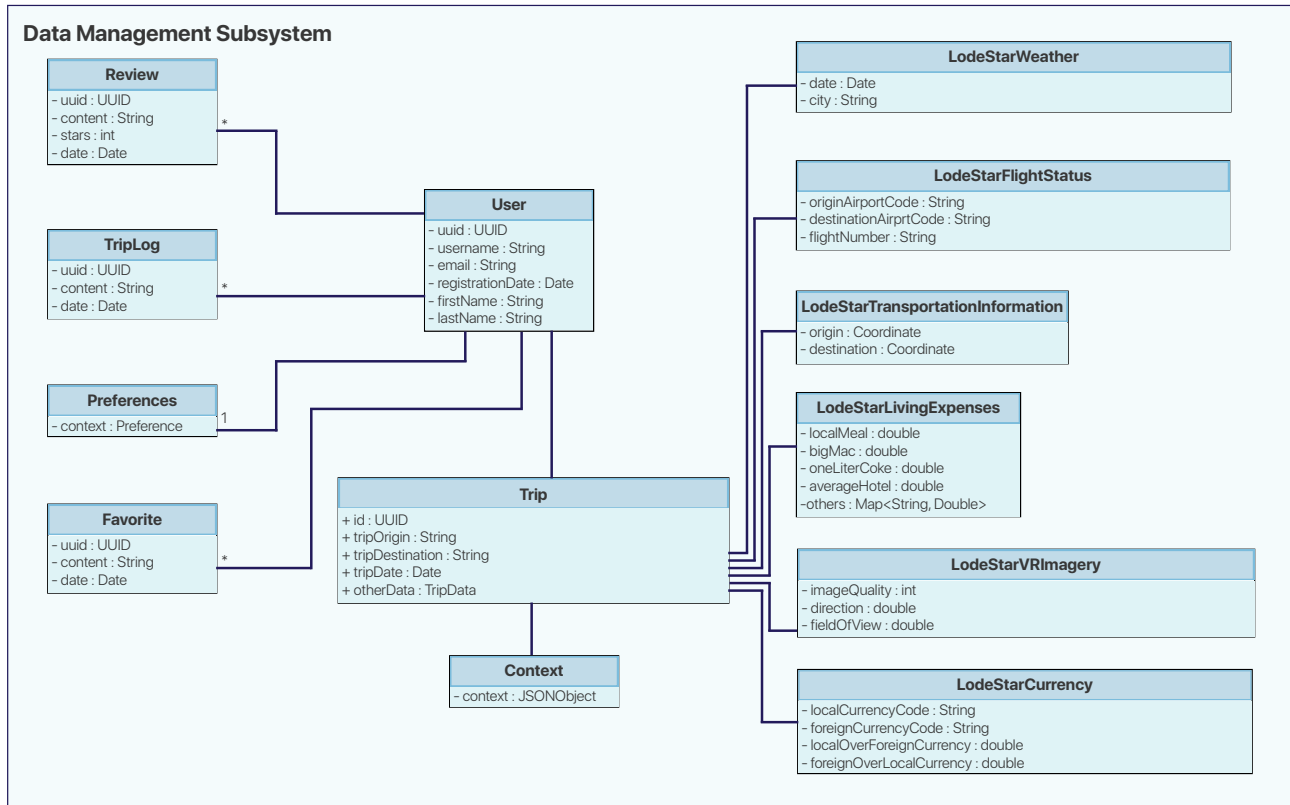 Data Management Subsystem
Review
- uuid : UUID
- content : String
- stars : int
- date : Date
*
TripLog
- uuid : UUID
- content : String
- date : Date
*
Preferences
- context : Preference
1
Favorite
- uuid : UUID
- content : String
- date : Date
*
User
- uuid : UUID
- username : String
- email : String
- registrationDate : Date
- firstName : String
- lastName : String
Trip
+ id : UUID
+ tripOrigin : String
+ tripDestination : String
+ tripDate : Date
+ otherData : TripData
Context
- context : JSONObject
LodeStarWeather
- date : Date
- city : String
LodeStarFlightStatus
- originAirportCode : String
- destinationAirprtCode : String
- flightNumber : String
LodeStarTransportationInformation
- origin : Coordinate
- destination : Coordinate
LodeStarLivingExpenses
- localMeal : double
- bigMac : double
- oneLiterCoke : double
- averageHotel : double
-others : Map<String, Double>
LodeStarVRImagery
- imageQuality : int
- direction : double
- fieldOfView : double
LodeStarCurrency
- localCurrencyCode : String
- foreignCurrencyCode : String
- localOverForeignCurrency : double
- foreignOverLocalCurrency : double